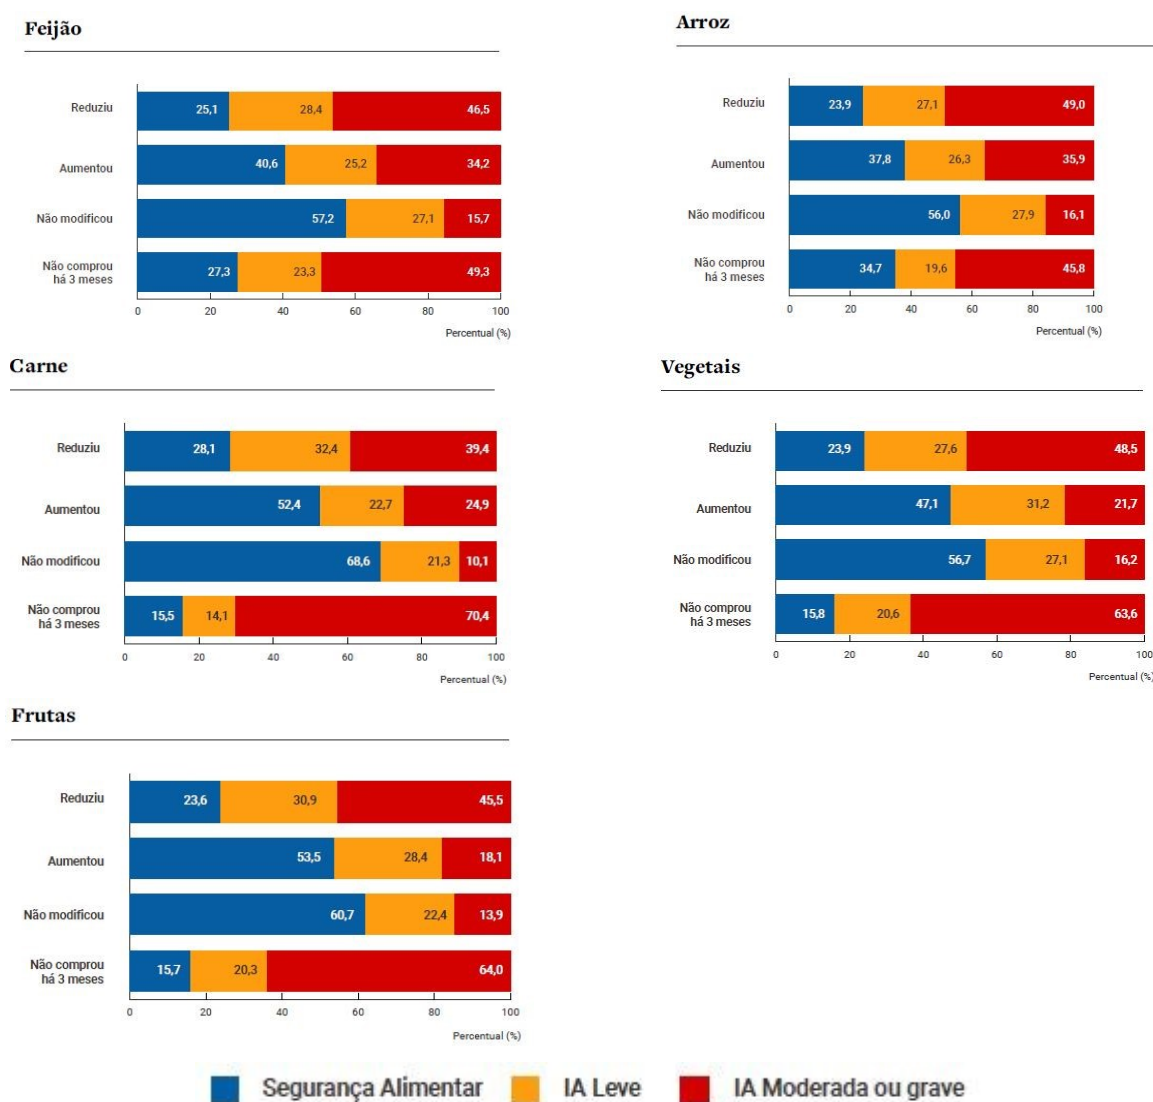 Feijão
Reduziu 25,1 28,4 46,5
Aumentou 40,6 25,2 34,2
Não modificou 57,2 27,1 15,7
Não comprou
há 3 meses 27,3 23,3 49,3
0 20 40 60 80 100
Percentual (%)
Arroz
Reduziu 23,9 27,1 49,0
Aumentou 37,8 26,3 35,9
Não modificou 56,0 27,9 16,1
Não comprou
há 3 meses 34,7 19,6 45,8
0 20 40 60 80 100
Percentual (%)
Carne
Reduziu 28,1 32,4 39,4
Aumentou 52,4 22,7 24,9
Não modificou 68,6 21,3 10,1
Não comprou
há 3 meses 15,5 14,1 70,4
0 20 40 60 80 100
Percentual (%)
Vegetais
Reduziu 23,9 27,6 48,5
Aumentou 47,1 31,2 21,7
Não modificou 56,7 27,1 16,2
Não comprou
há 3 meses 15,8 20,6 63,6
0 20 40 60 80 100
Percentual (%)
Frutas
Reduziu 23,6 30,9 45,5
Aumentou 53,5 28,4 18,1
Não modificou 60,7 22,4 13,9
Não comprou
há 3 meses 15,7 20,3 64,0
0 20 40 60 80 100
Percentual (%)
Segurança Alimentar IA Leve IA Moderada ou grave